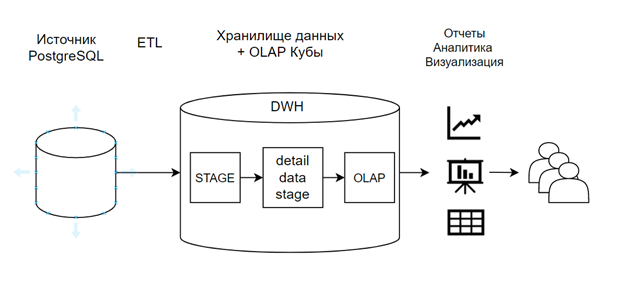 Источник
PostgreSQL
ETL
Хранилище данных
+ OLAP Кубы
Отчеты
Аналитика
Визуализация
DWH
STAGE
detail
data
stage
OLAP